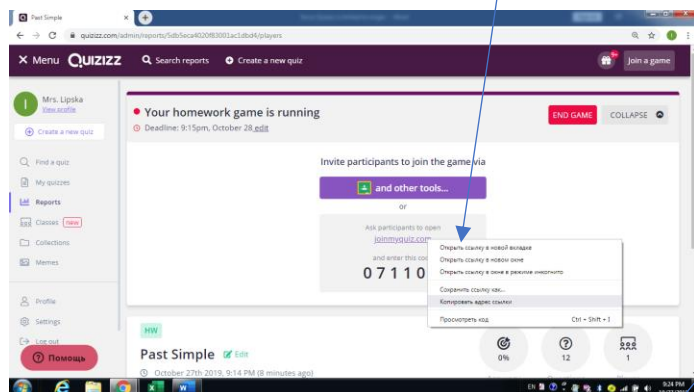 Past Simple
quizizz.com/admin/reports/5db5eca4020f83001ac1dbd4/players
Menu QUIZIZZ Search reports Create a new quiz Join a game
Mrs. Lipska
View profile
Create a new quiz
Find a quiz
My quizzes
Reports
Classes New
Collections
Memes
Profile
Settings
Log out
Помощь
Your homework game is running
Deadline: 9:15pm, October 28 edit
END GAME COLLAPSE
Invite participants to join the game via
and other tools...
or
Ask participants to open
joinmyquiz.com
and enter this
0 7 1 1 0
Открыть ссылку в новой вкладке
Открыть ссылку в новом окне
Открыть ссылку в окне в режиме инкогнито
Сохранить ссылку как...
Копировать адрес ссылки
Просмотреть код Ctrl + Shift + I
HW
Past Simple Edit
October 27th 2019, 9:14 PM (8 minutes ago)
0% 12 1
EN 9:24 PM